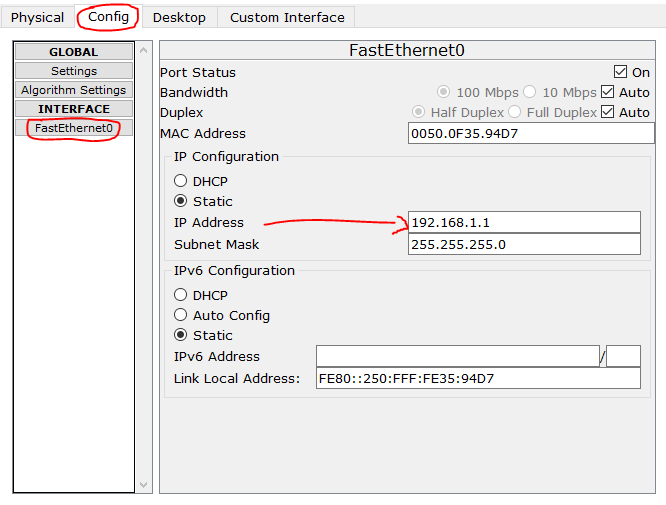 Physical Config Desktop Custom Interface
GLOBAL
Settings
Algorithm Settings
INTERFACE
FastEthernet0
FastEthernet0
Port Status On
Bandwidth 100 Mbps 10 Mbps Auto
Duplex Half Duplex Full Duplex Auto
MAC Address 0050.0F35.94D7
IP Configuration
DHCP
Static
IP Address 192.168.1.1
Subnet Mask 255.255.255.0
IPv6 Configuration
DHCP
Auto Config
Static
IPv6 Address /
Link Local Address: FE80::250:FFF:FE35:94D7